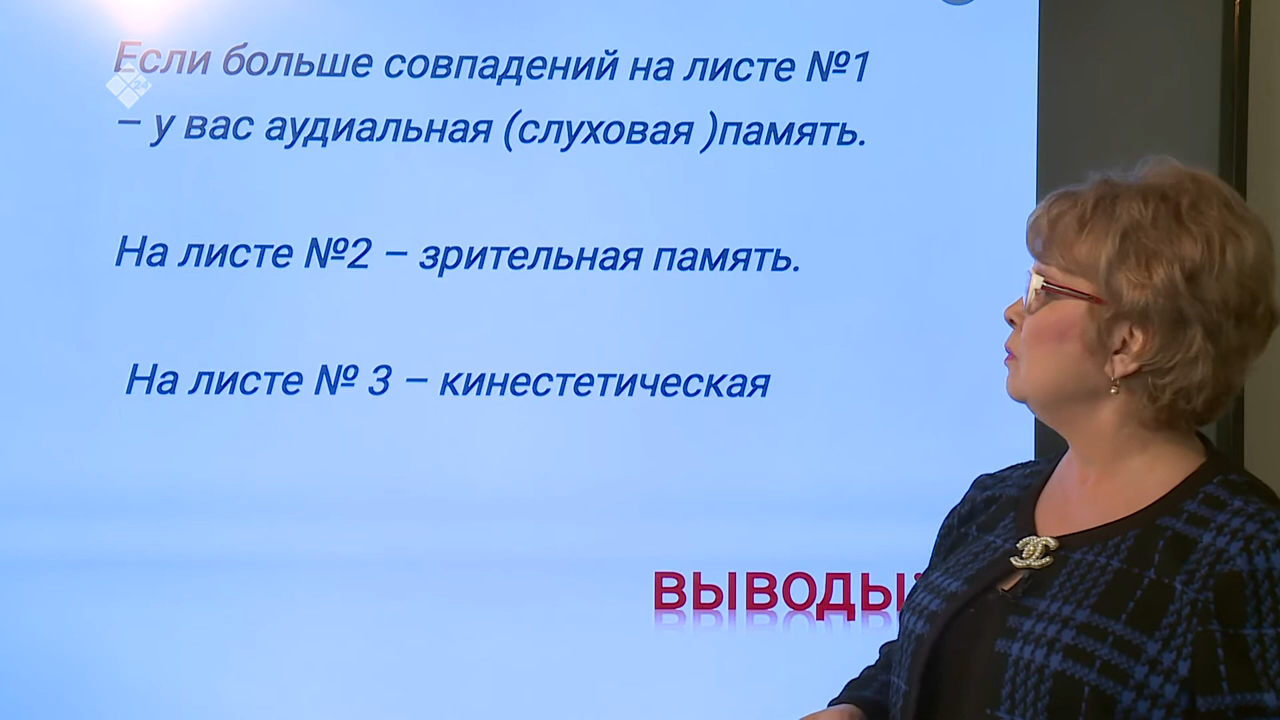 Если больше совпадений на листе №1
– у вас аудиальная (слуховая )память.
На листе №2 – зрительная память.
На листе № 3 – кинестетическая
ВЫВОДЫ
24